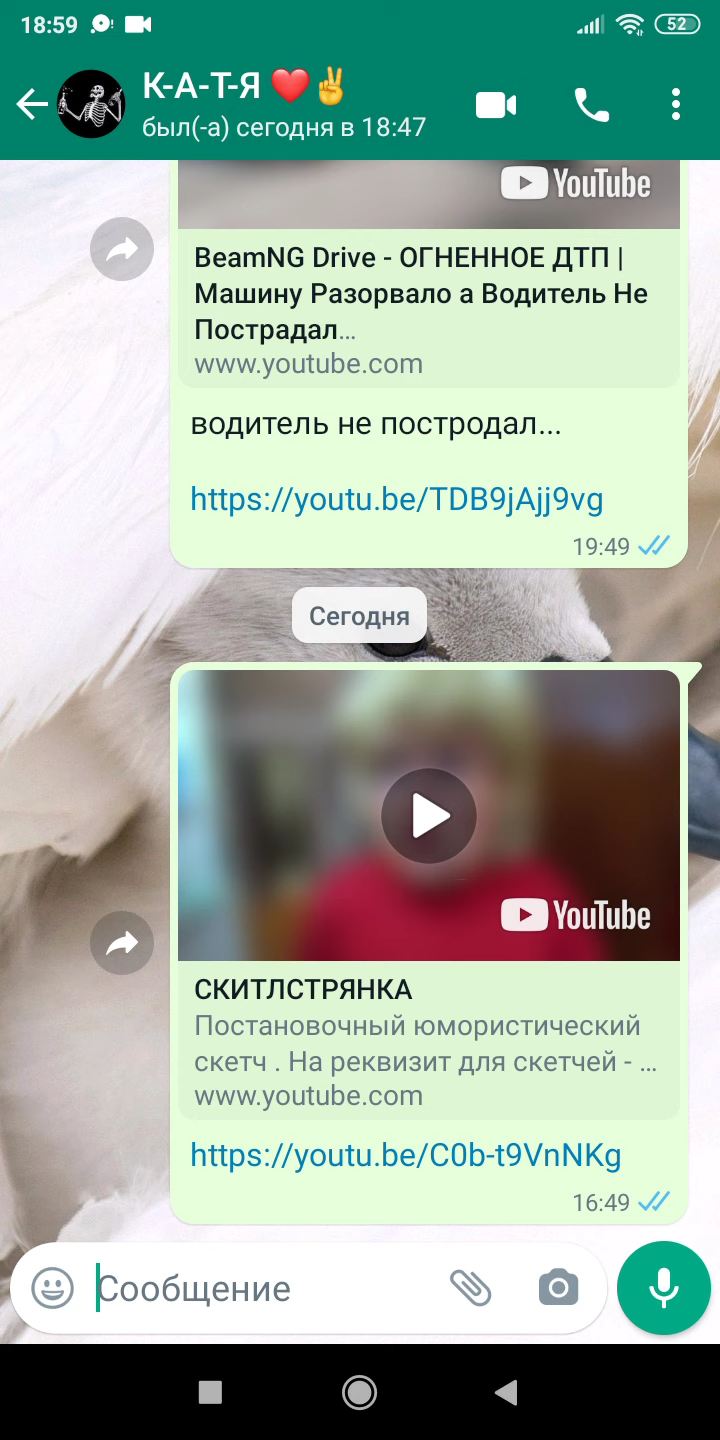 18:59
52
К-А-Т-Я ❤️✌️
был(-а) сегодня в 18:47
YouTube
BeamNG Drive - ОГНЕННОЕ ДТП |
Машину Разорвало а Водитель Не
Пострадал…
www.youtube.com
водитель не постродал...
https://youtu.be/TDB9jAjj9vg
19:49
Сегодня
YouTube
СКИТЛСТРЯНКА
Постановочный юмористический
скетч . На реквизит для скетчей - ...
www.youtube.com
https://youtu.be/C0b-t9VnNKg
16:49
Сообщение